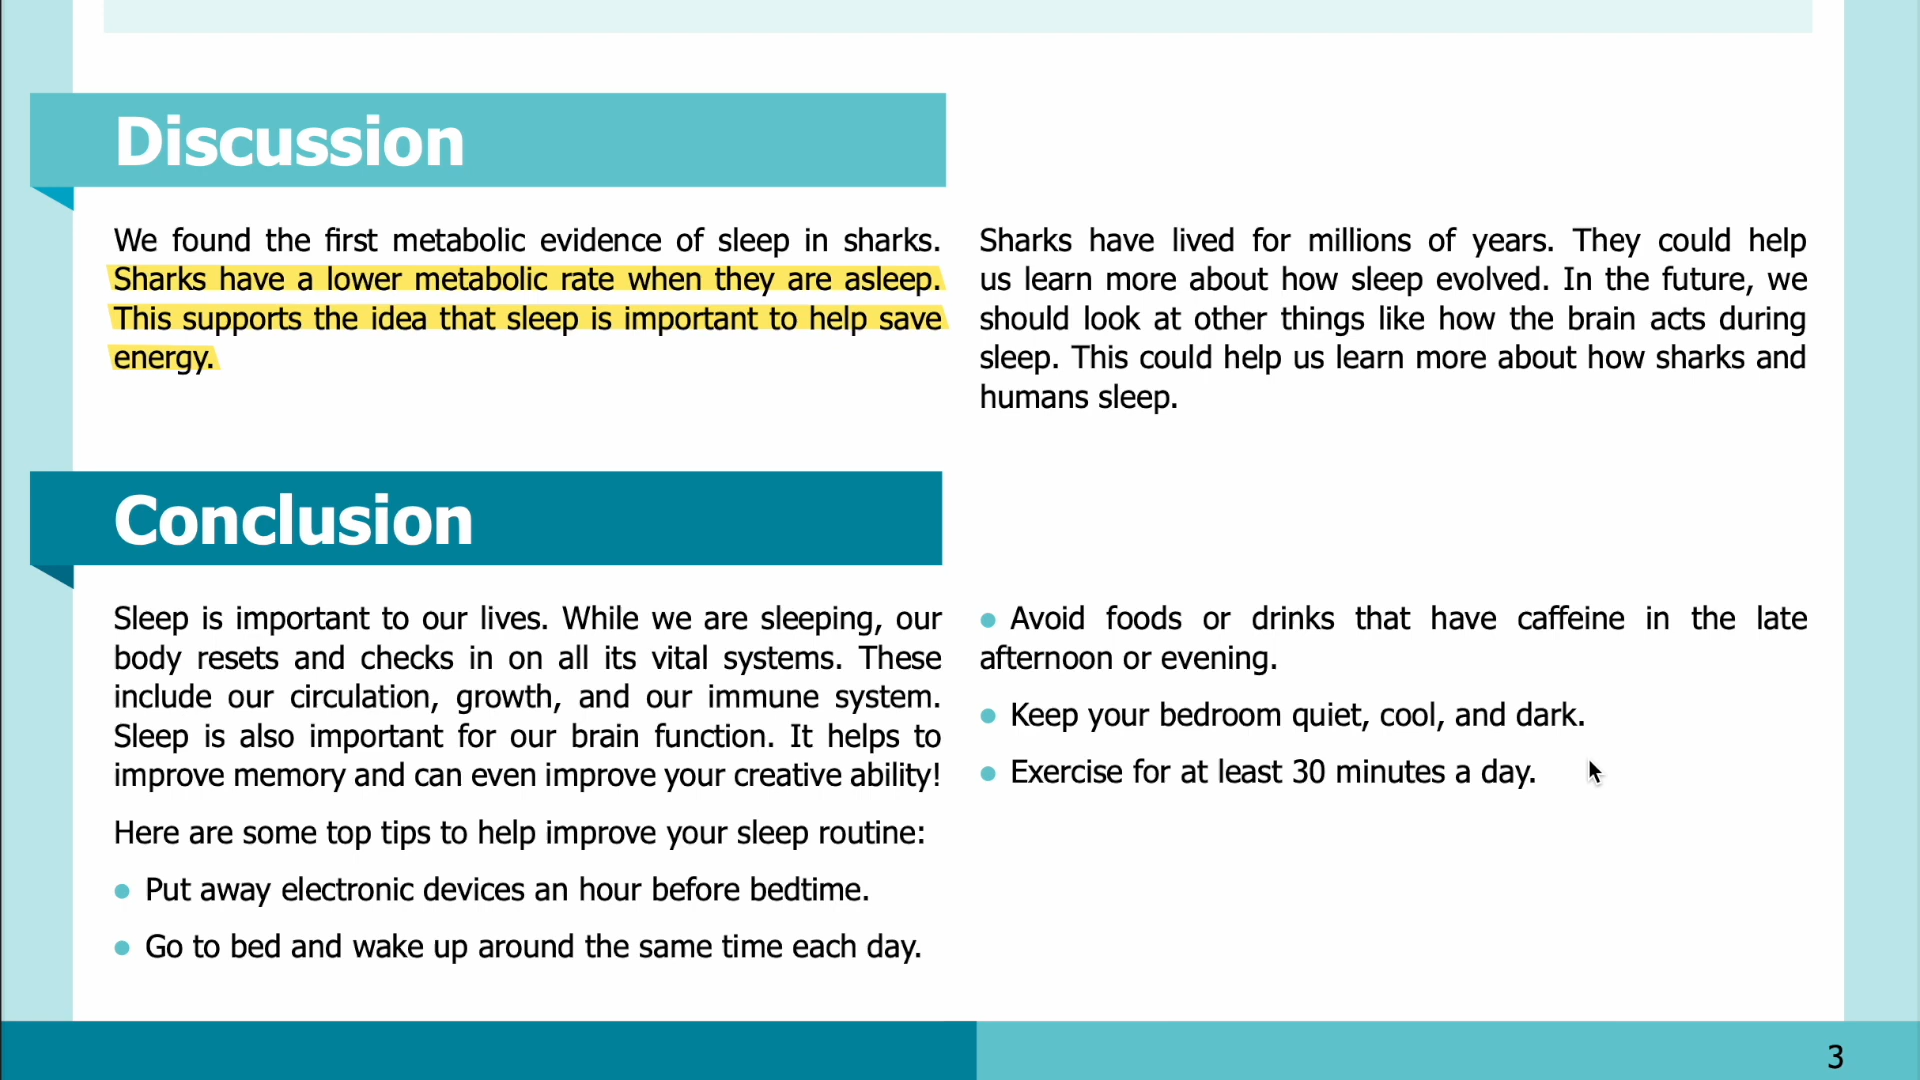 Discussion
We found the first metabolic evidence of sleep in sharks.
Sharks have a lower metabolic rate when they are asleep.
This supports the idea that sleep is important to help save
energy.
Sharks have lived for millions of years. They could help
us learn more about how sleep evolved. In the future, we
should look at other things like how the brain acts during
sleep. This could help us learn more about how sharks and
humans sleep.
Conclusion
Sleep is important to our lives. While we are sleeping, our
body resets and checks in on all its vital systems. These
include our circulation, growth, and our immune system.
Sleep is also important for our brain function. It helps to
improve memory and can even improve your creative ability!
Here are some top tips to help improve your sleep routine:
● Put away electronic devices an hour before bedtime.
● Go to bed and wake up around the same time each day.
● Avoid foods or drinks that have caffeine in the late
afternoon or evening.
● Keep your bedroom quiet, cool, and dark.
● Exercise for at least 30 minutes a day.
3